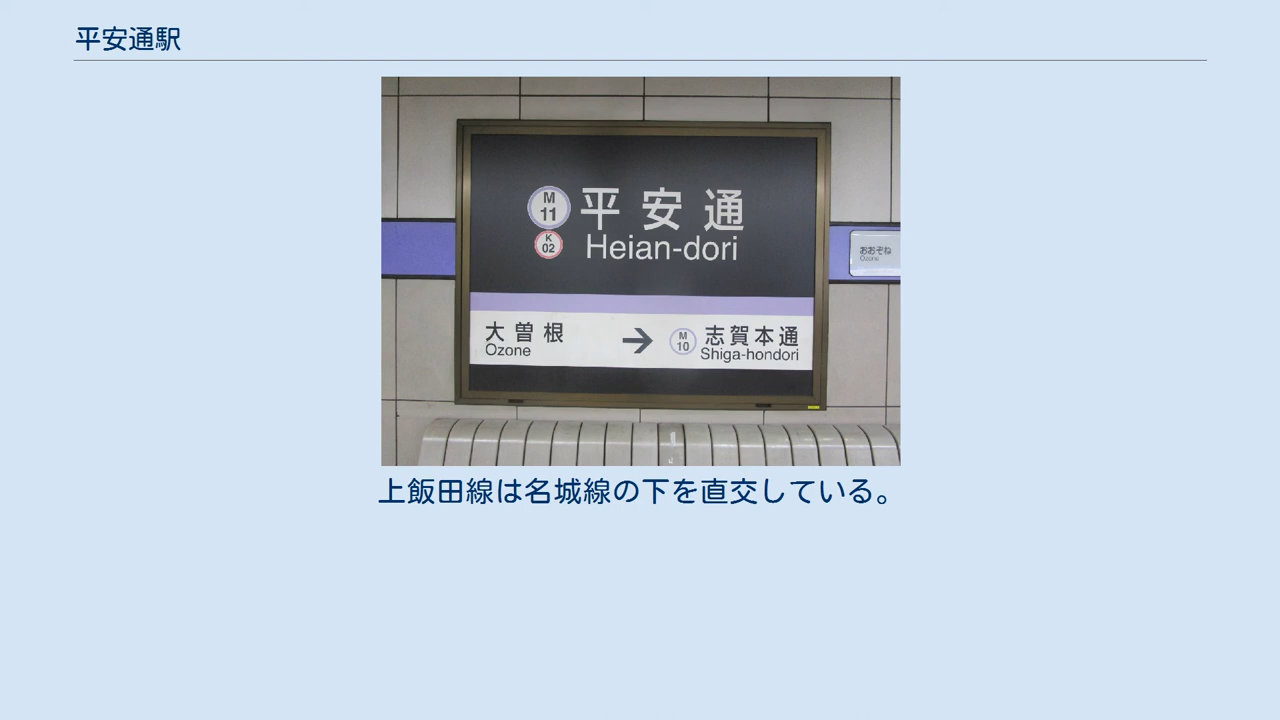 平安通駅
M
11
平安通
K
02
Heian-dori
おおぞね
Ozone
大曽根
Ozone
→
M
10
志賀本通
Shiga-hondori
上飯田線は名城線の下を直交している。